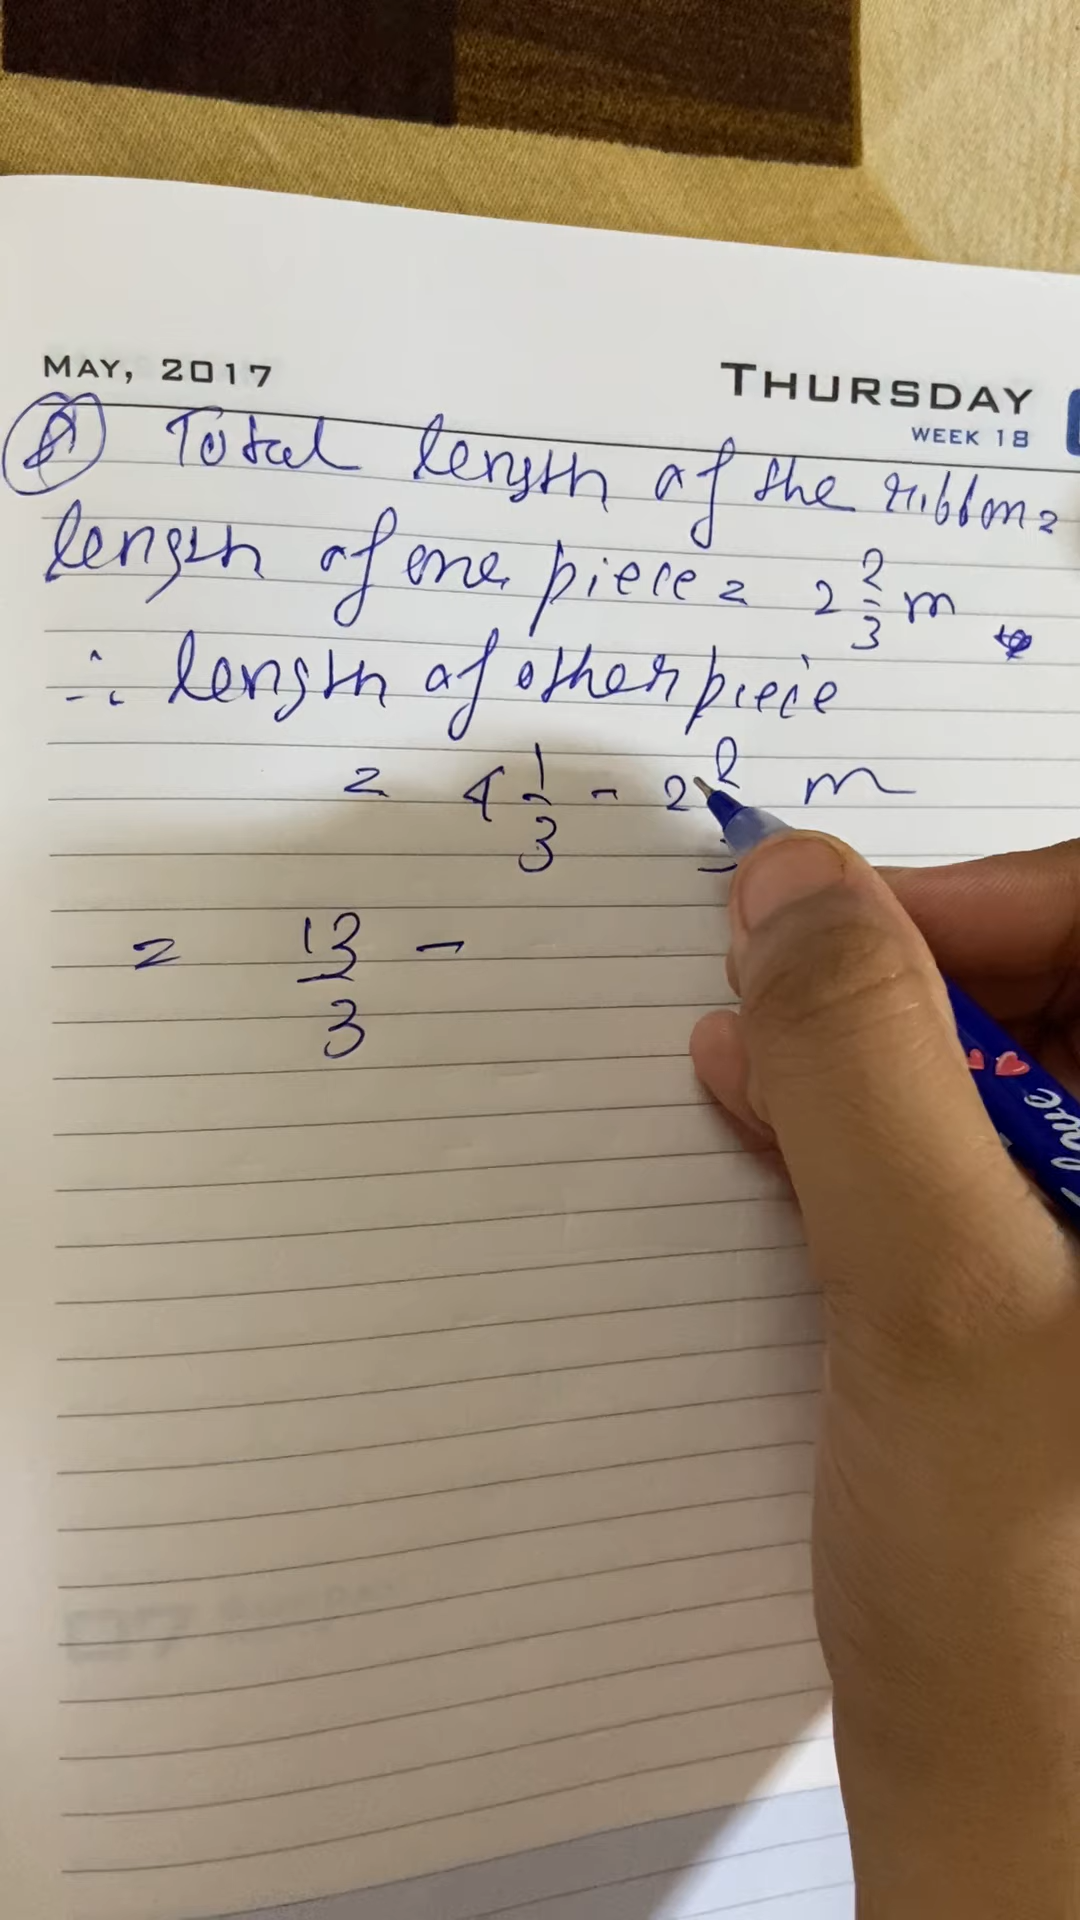 MAY, 2017
THURSDAY
WEEK 18
Total length of the ribbon =
length of one piece = 2 2/3 m
∴ length of other piece
= 4 1/3 - 2 2/3 m
= 13/3 -
Love